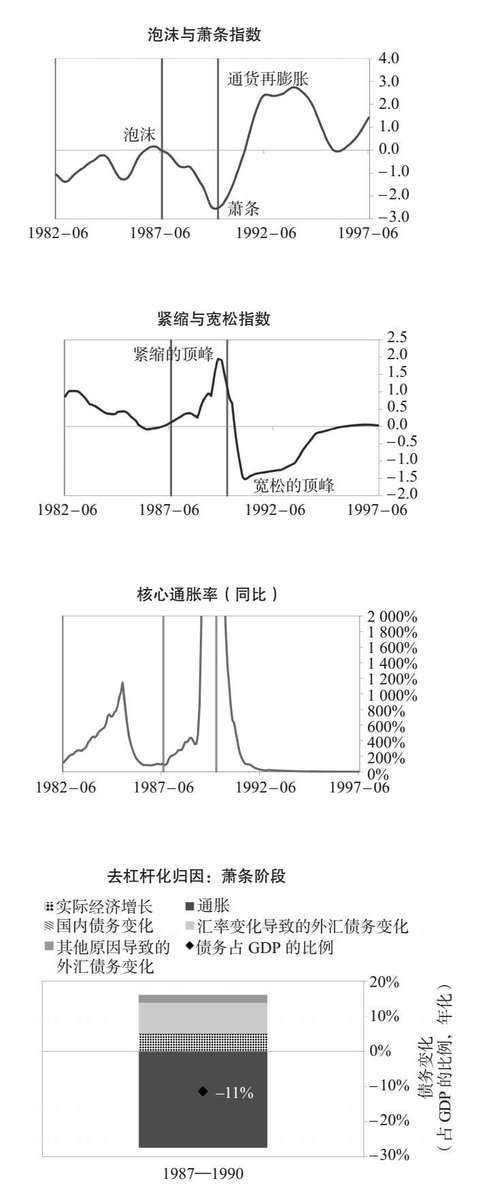 泡沫与萧条指数
4.0
通货再膨胀
3.0
2.0
泡沫
1.0
0.0
−1.0
−2.0
萧条
−3.0
1982–06 1987–06 1992–06 1997–06
紧缩与宽松指数
2.5
紧缩的顶峰
2.0
1.5
1.0
0.5
0.0
−0.5
−1.0
宽松的顶峰
−1.5
−2.0
1982–06 1987–06 1992–06 1997–06
核心通胀率（同比）
2 000%
1 800%
1 600%
1 400%
1 200%
1 000%
800%
600%
400%
200%
0%
1982–06 1987–06 1992–06 1997–06
去杠杆化归因：萧条阶段
实际经济增长 通胀
国内债务变化 汇率变化导致的外汇债务变化
其他原因导致的 债务占 GDP 的比例
外汇债务变化
20%
10%
0%
−10%
−11%
−20%
−30%
债务变化
（占 GDP 的比例，年化）
1987—1990